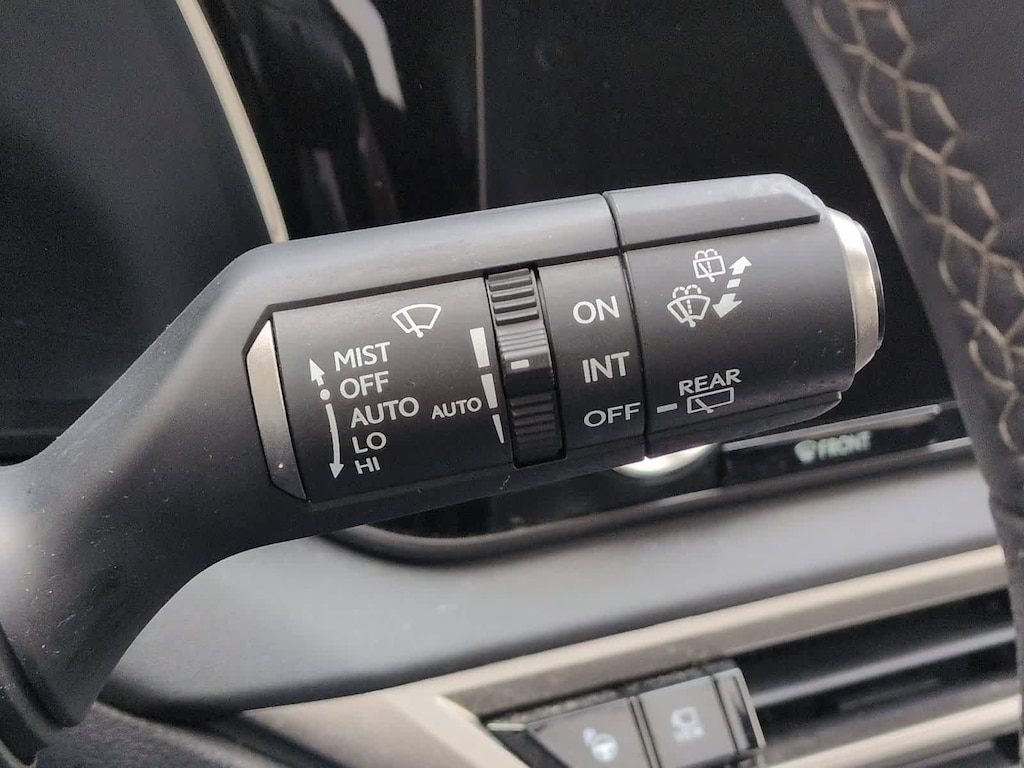 MIST
OFF
AUTO
LO
HI
AUTO
ON
INT
OFF
REAR
FRONT